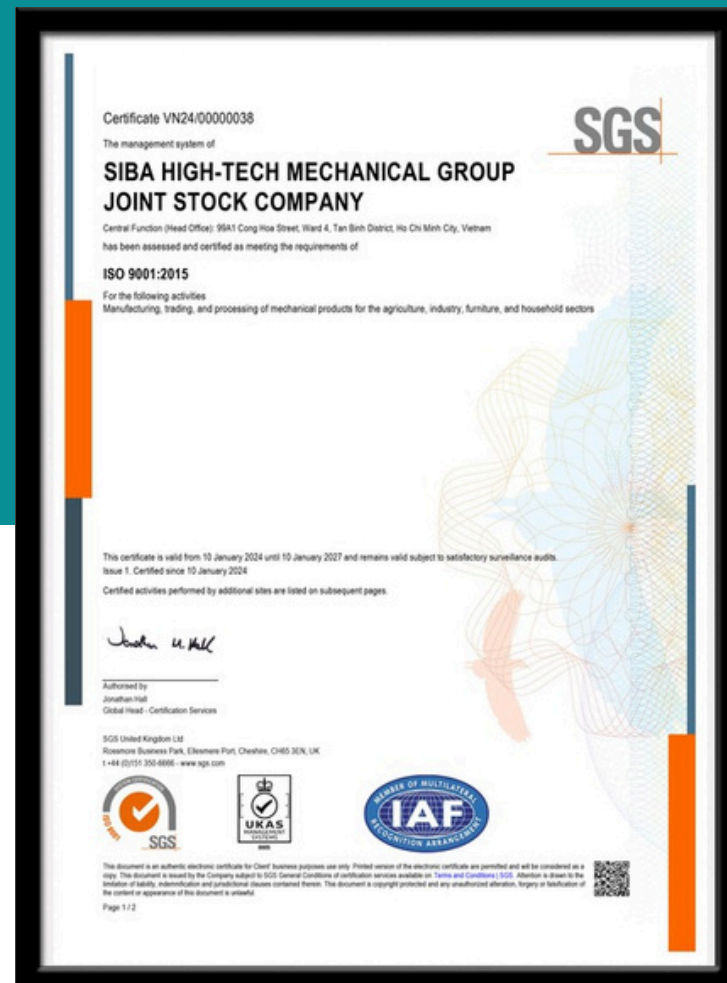 Certificate VN24/00000038
SGS
The management system of
SIBA HIGH-TECH MECHANICAL GROUP
JOINT STOCK COMPANY
Central Function (Head Office): 99A1 Cong Hoa Street, Ward 4, Tan Binh District, Ho Chi Minh City, Vietnam
has been assessed and certified as meeting the requirements of
ISO 9001:2015
For the following activities
Manufacturing, trading, and processing of mechanical products for the agriculture, industry, furniture, and household sectors
This certificate is valid from 10 January 2024 until 10 January 2027 and remains valid subject to satisfactory surveillance audits.
Issue 1. Certified since 10 January 2024
Certified activities performed by additional sites are listed on subsequent pages.
Authorised by
Jonathan Hall
Global Head - Certification Services
SGS United Kingdom Ltd
Rossmore Business Park, Ellesmere Port, Cheshire, CH65 3EN, UK
t +44 (0)151 350-6666 - www.sgs.com
SYSTEM CERTIFICATION
ISO 9001
SGS
UKAS
MANAGEMENT
SYSTEMS
MEMBER OF MULTILATERAL
IAF
RECOGNITION ARRANGEMENT
This document is an authentic electronic certificate for Client' business purposes use only. Printed version of the electronic certificate are permitted and will be considered as a
copy. This document is issued by the Company subject to SGS General Conditions of certification services available on Terms and Conditions | SGS. Attention is drawn to the
limitation of liability, indemnification and jurisdictional clauses contained therein. This document is copyright protected and any unauthorized alteration, forgery or falsification of
the content or appearance of this document is unlawful.
Page 1 / 2